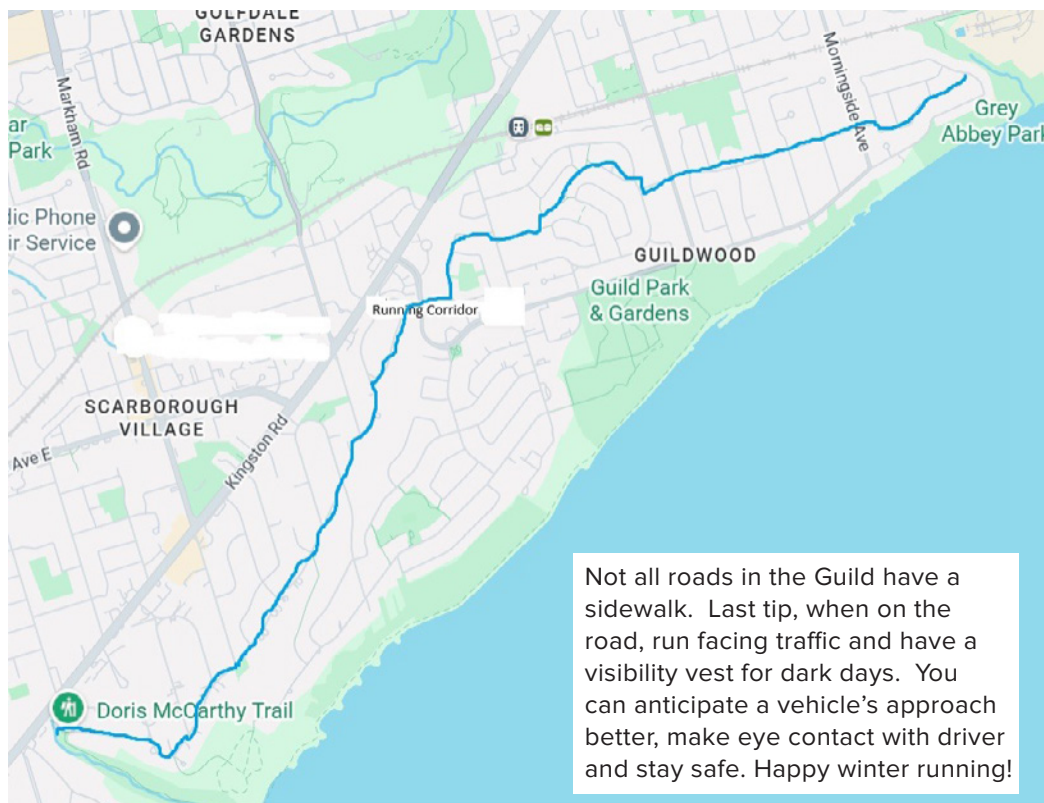 GOLFDALE
GARDENS
Markham Rd
Morningside Ave
Grey
Abbey Park
ar
Park
dic Phone
ir Service
GUILDWOOD
Guild Park
& Gardens
Running Corridor
SCARBOROUGH
VILLAGE
Kingston Rd
Ave E
Doris McCarthy Trail
Not all roads in the Guild have a
sidewalk.  Last tip, when on the
road, run facing traffic and have a
visibility vest for dark days.  You
can anticipate a vehicle’s approach
better, make eye contact with driver
and stay safe. Happy winter running!